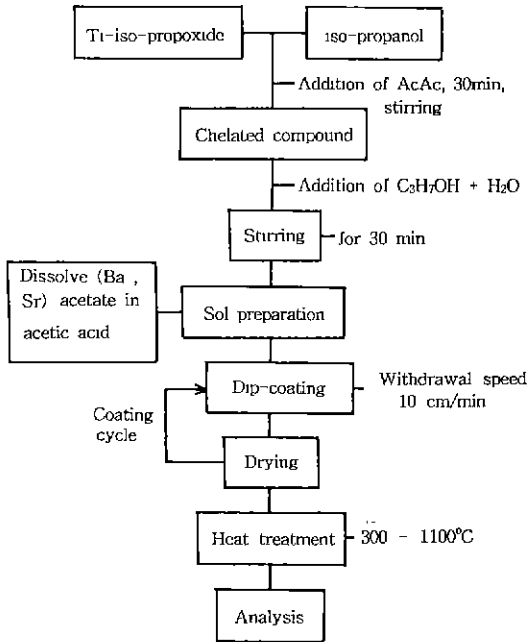 Ti-iso-propoxide
iso-propanol
Addition of AcAc, 30min,
stirring
Chelated compound
Addition of C₃H₇OH + H₂O
Stirring
for 30 min
Dissolve (Ba ,
Sr) acetate in
acetic acid
Sol preparation
Dip-coating
Withdrawal speed
10 cm/min
Coating
cycle
Drying
Heat treatment
300 - 1100°C
Analysis